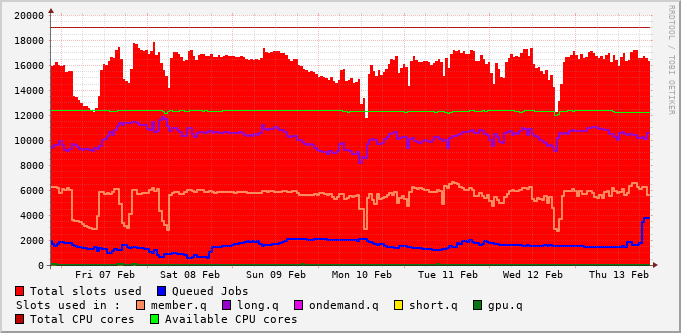 20000
18000
16000
14000
12000
10000
8000
6000
4000
2000
0
Fri 07 Feb Sat 08 Feb Sun 09 Feb Mon 10 Feb Tue 11 Feb Wed 12 Feb Thu 13 Feb
RRDTOOL / TOBI OETIKER
Total slots used Queued Jobs
Slots used in : member.q long.q ondemand.q short.q gpu.q
Total CPU cores Available CPU cores